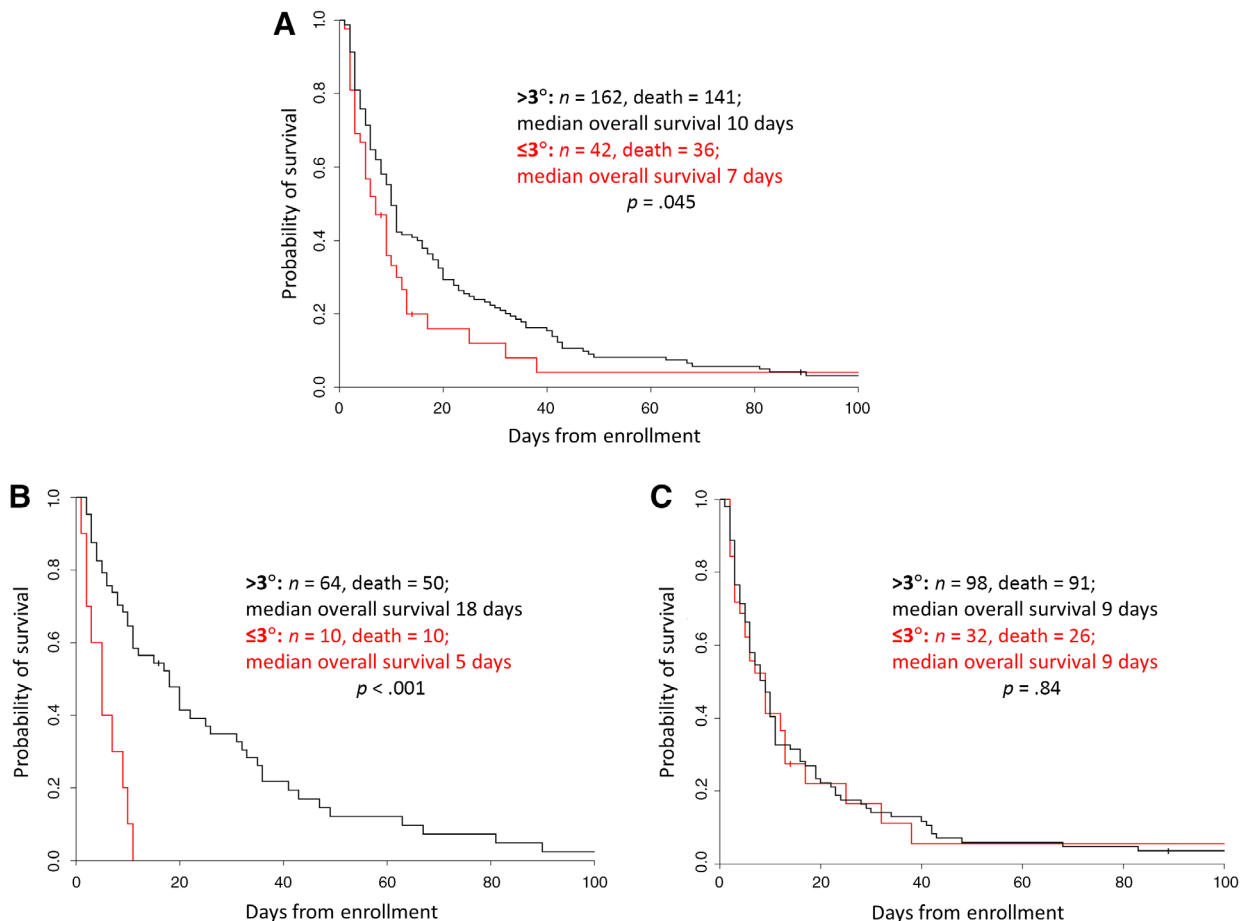 A
Probability of survival
1.0
0.8
0.6
0.4
0.2
0.0
>3°: n = 162, death = 141;
median overall survival 10 days
≤3°: n = 42, death = 36;
median overall survival 7 days
p = .045
0 20 40 60 80 100
Days from enrollment
B
Probability of survival
1.0
0.8
0.6
0.4
0.2
0.0
>3°: n = 64, death = 50;
median overall survival 18 days
≤3°: n = 10, death = 10;
median overall survival 5 days
p < .001
0 20 40 60 80 100
Days from enrollment
C
Probability of survival
1.0
0.8
0.6
0.4
0.2
0.0
>3°: n = 98, death = 91;
median overall survival 9 days
≤3°: n = 32, death = 26;
median overall survival 9 days
p = .84
0 20 40 60 80 100
Days from enrollment